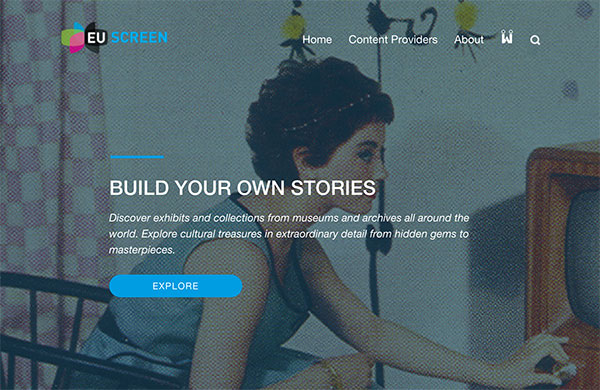 EU SCREEN
Home Content Providers About
BUILD YOUR OWN STORIES
Discover exhibits and collections from museums and archives all around the
world. Explore cultural treasures in extraordinary detail from hidden gems to
masterpieces.
EXPLORE